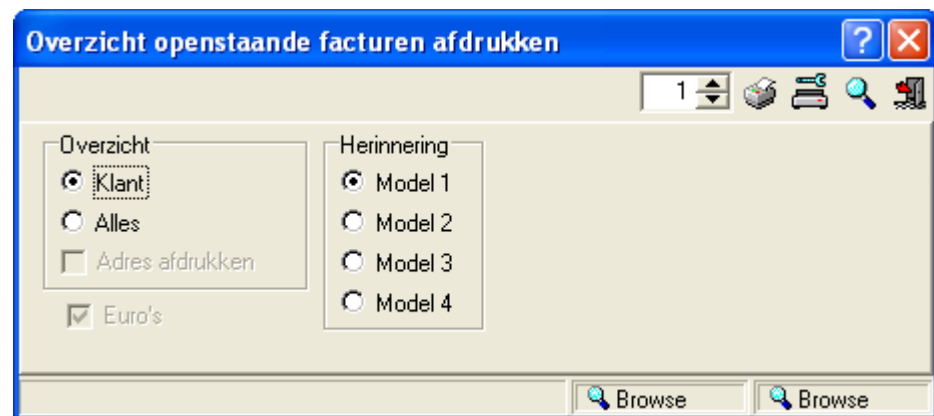 Overzicht openstaande facturen afdrukken
1
Overzicht
Klant
Alles
Adres afdrukken
Euro's
Herinnering
Model 1
Model 2
Model 3
Model 4
Browse
Browse